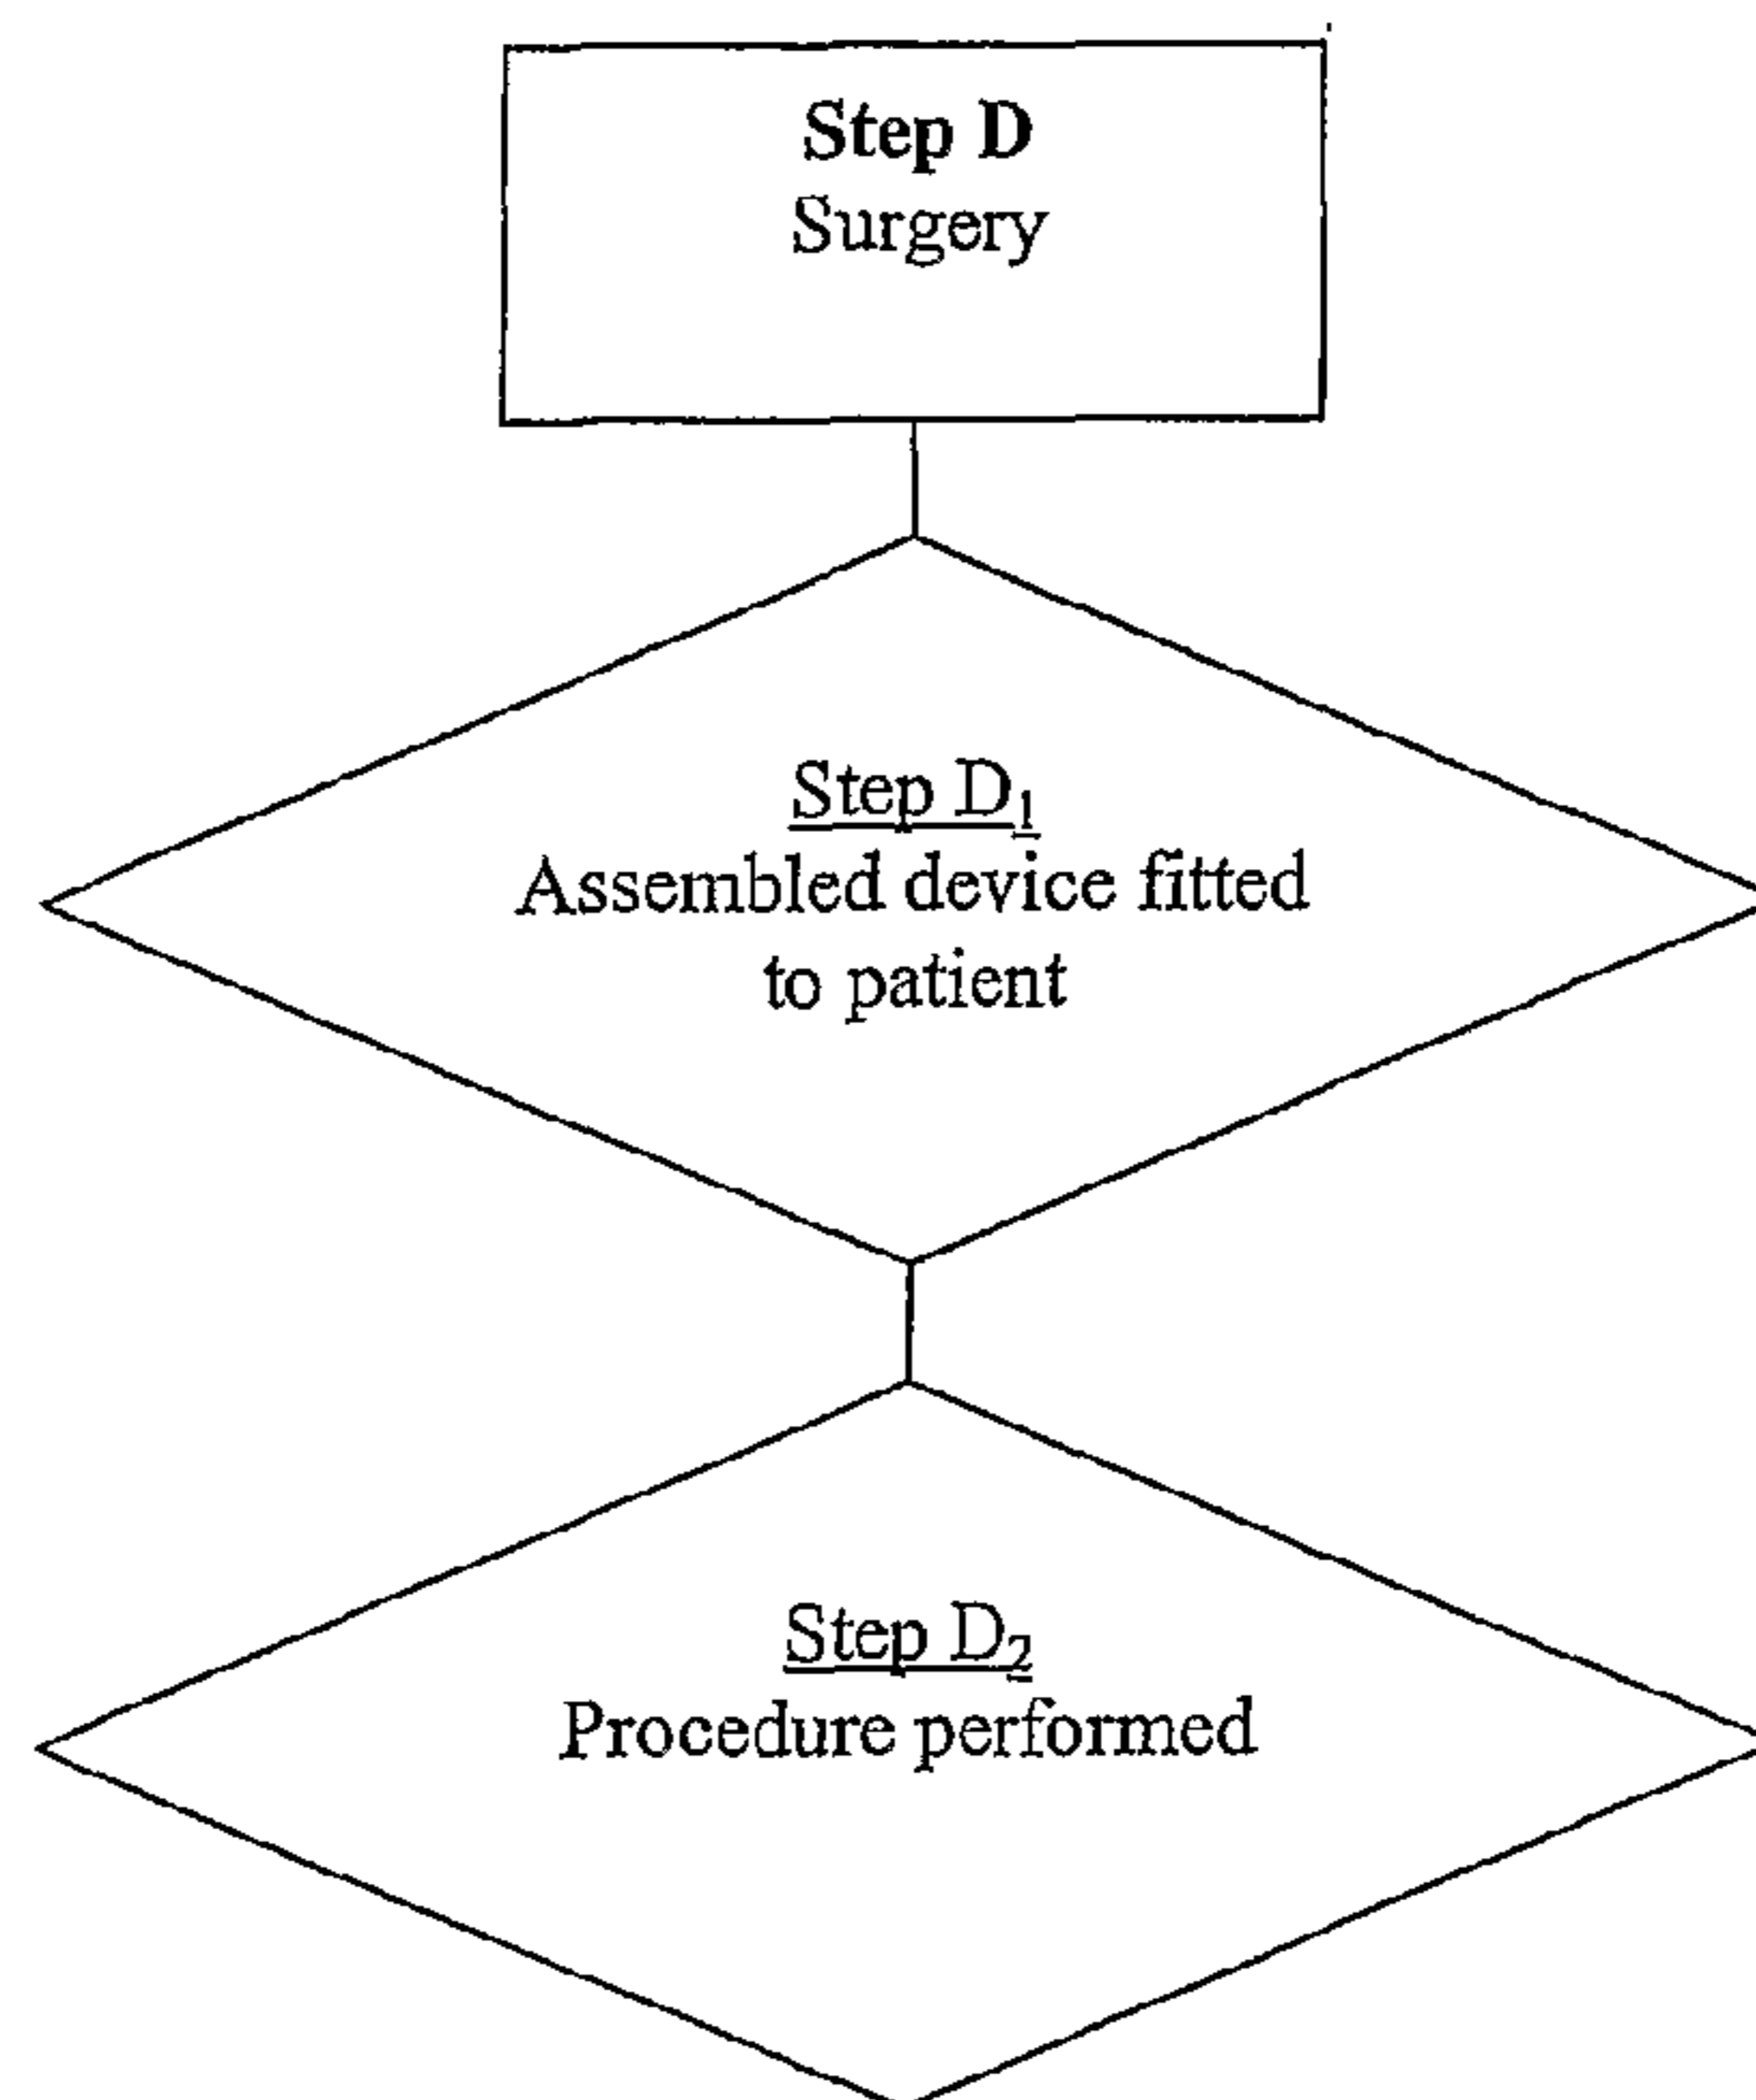 Step D
Surgery
Step D₁
Assembled device fitted
to patient
Step D₂
Procedure performed